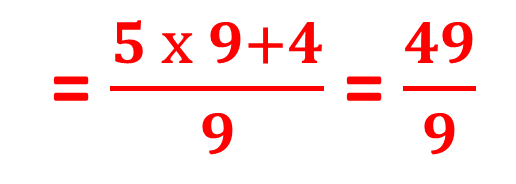 = (5 x 9+4)/9 = 49/9